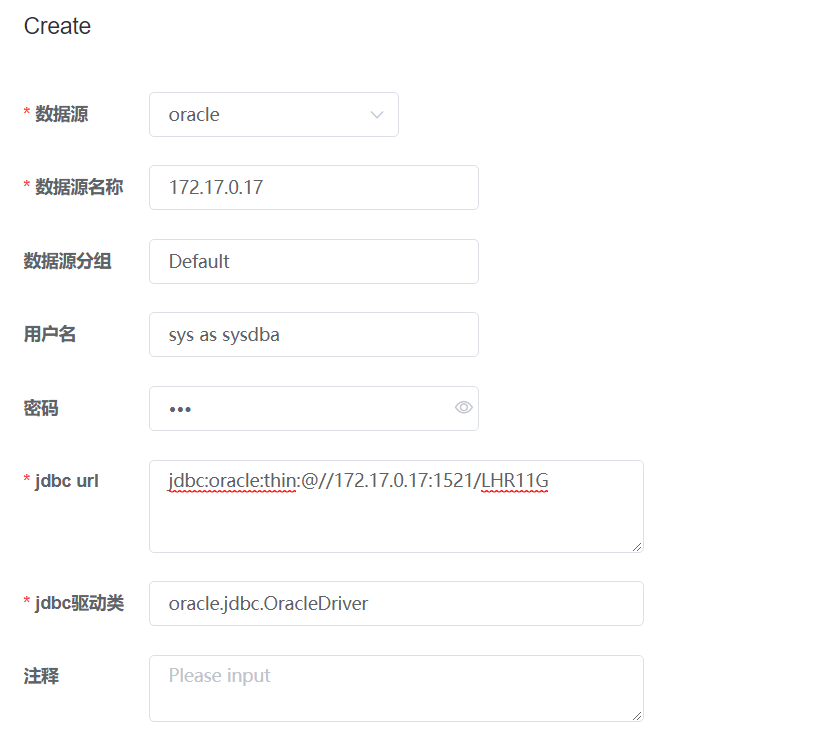 Create
* 数据源 oracle
* 数据源名称 172.17.0.17
数据源分组 Default
用户名 sys as sysdba
密码 •••
* jdbc url jdbc:oracle:thin:@//172.17.0.17:1521/LHR11G
* jdbc驱动类 oracle.jdbc.OracleDriver
注释 Please input